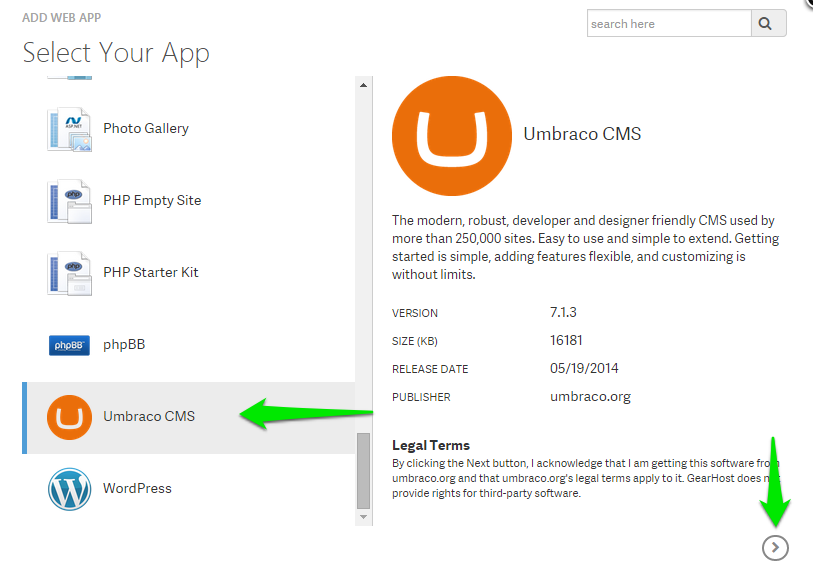 ADD WEB APP
search here
Select Your App
Photo Gallery
PHP Empty Site
PHP Starter Kit
phpBB
phpBB
Umbraco CMS
WordPress
Umbraco CMS
The modern, robust, developer and designer friendly CMS used by
more than 250,000 sites. Easy to use and simple to extend. Getting
started is simple, adding features flexible, and customizing is
without limits.
VERSION 7.1.3
SIZE (KB) 16181
RELEASE DATE 05/19/2014
PUBLISHER umbraco.org
Legal Terms
By clicking the Next button, I acknowledge that I am getting this software from
umbraco.org and that umbraco.org's legal terms apply to it. GearHost does
provide rights for third-party software.